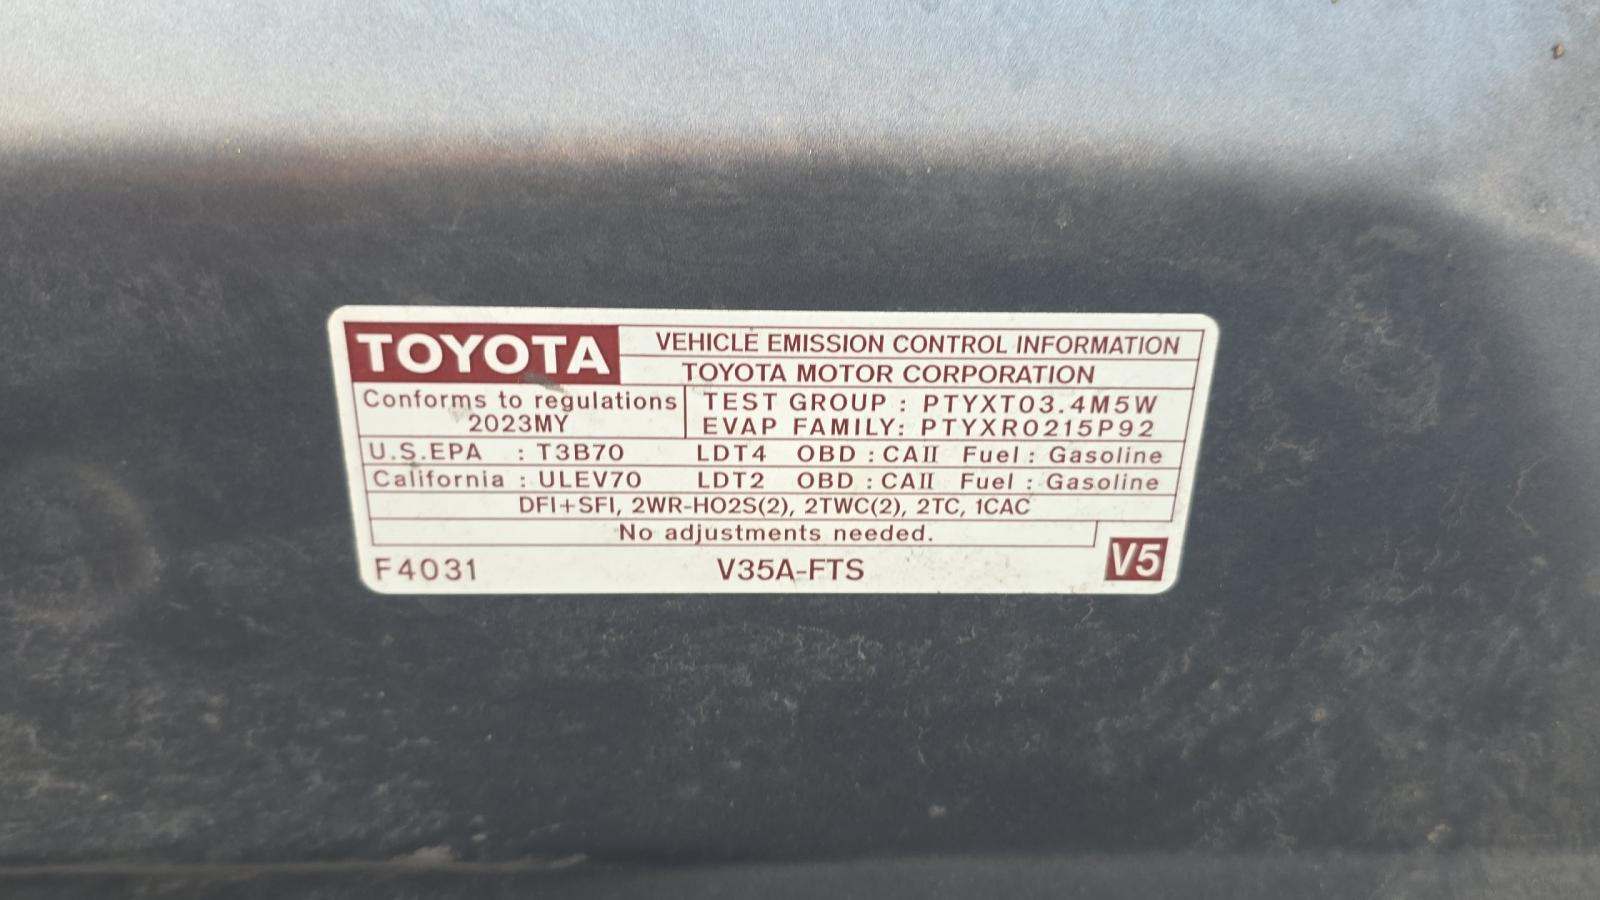 TOYOTA VEHICLE EMISSION CONTROL INFORMATION
TOYOTA MOTOR CORPORATION
Conforms to regulations TEST GROUP : PTYXT03.4M5W
2023MY EVAP FAMILY: PTYXR0215P92
U.S.EPA : T3B70 LDT4 OBD : CAII Fuel : Gasoline
California : ULEV70 LDT2 OBD : CAII Fuel : Gasoline
DFI+SFI, 2WR-HO2S(2), 2TWC(2), 2TC, 1CAC
No adjustments needed.
F4031 V35A-FTS V5